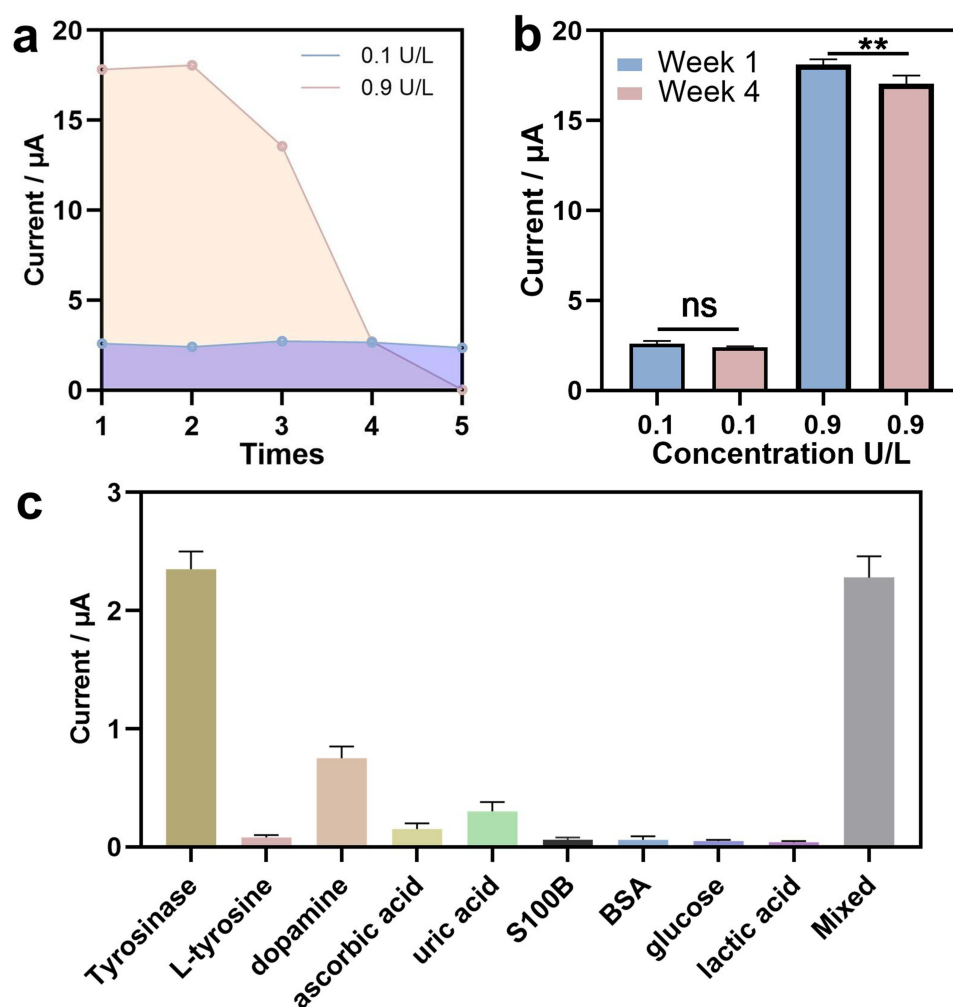 a
20
15
10
5
0
Current / µA
0.1 U/L
0.9 U/L
1 2 3 4 5
Times
b
20
15
10
5
0
Current / µA
Week 1
Week 4
**
ns
0.1 0.1 0.9 0.9
Concentration U/L
c
3
2
1
0
Current / µA
Tyrosinase
L-tyrosine
dopamine
ascorbic acid
uric acid
S100B
BSA
glucose
lactic acid
Mixed